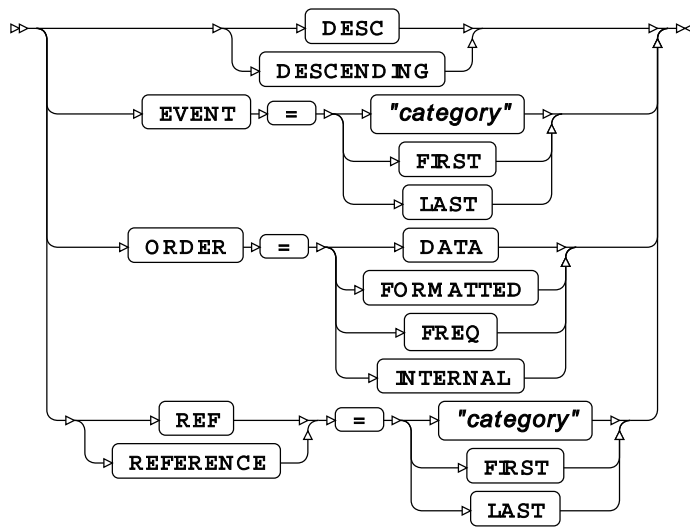 DESC
DESCENDING
EVENT = "category"
FIRST
LAST
ORDER = DATA
FORMATTED
FREQ
INTERNAL
REF = "category"
REFERENCE FIRST
LAST